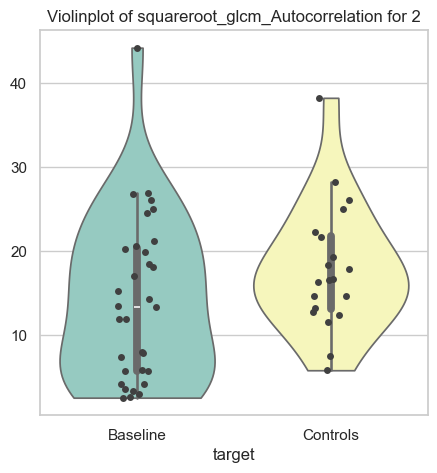 Violinplot of squareroot_glcm_Autocorrelation for 2
40
30
20
10
Baseline
Controls
target